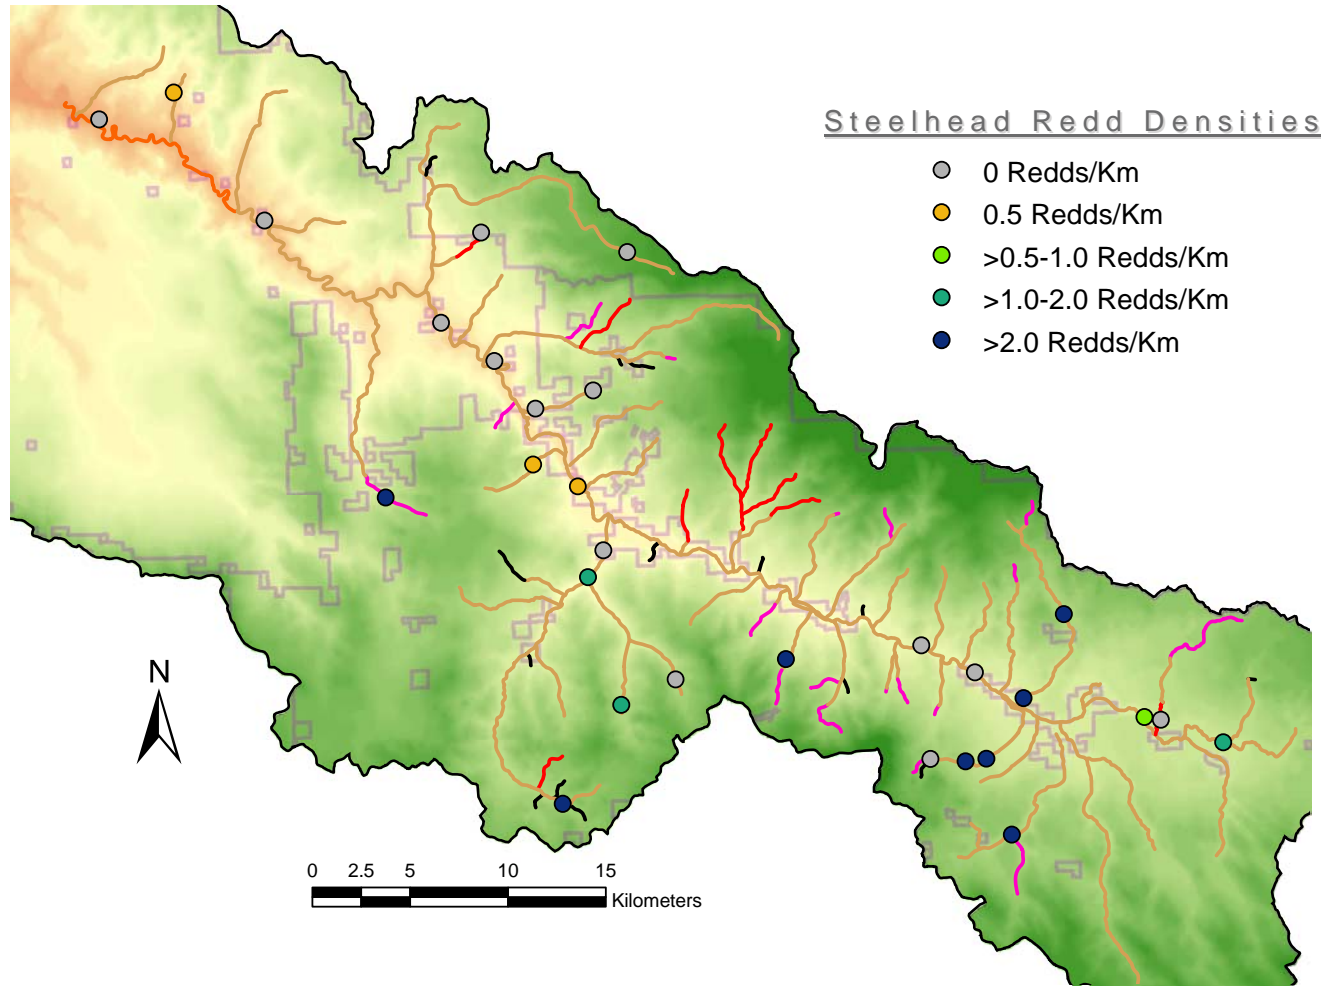 Steelhead Redd Densities
0 Redds/Km
0.5 Redds/Km
>0.5-1.0 Redds/Km
>1.0-2.0 Redds/Km
>2.0 Redds/Km
N
0 2.5 5 10 15
Kilometers